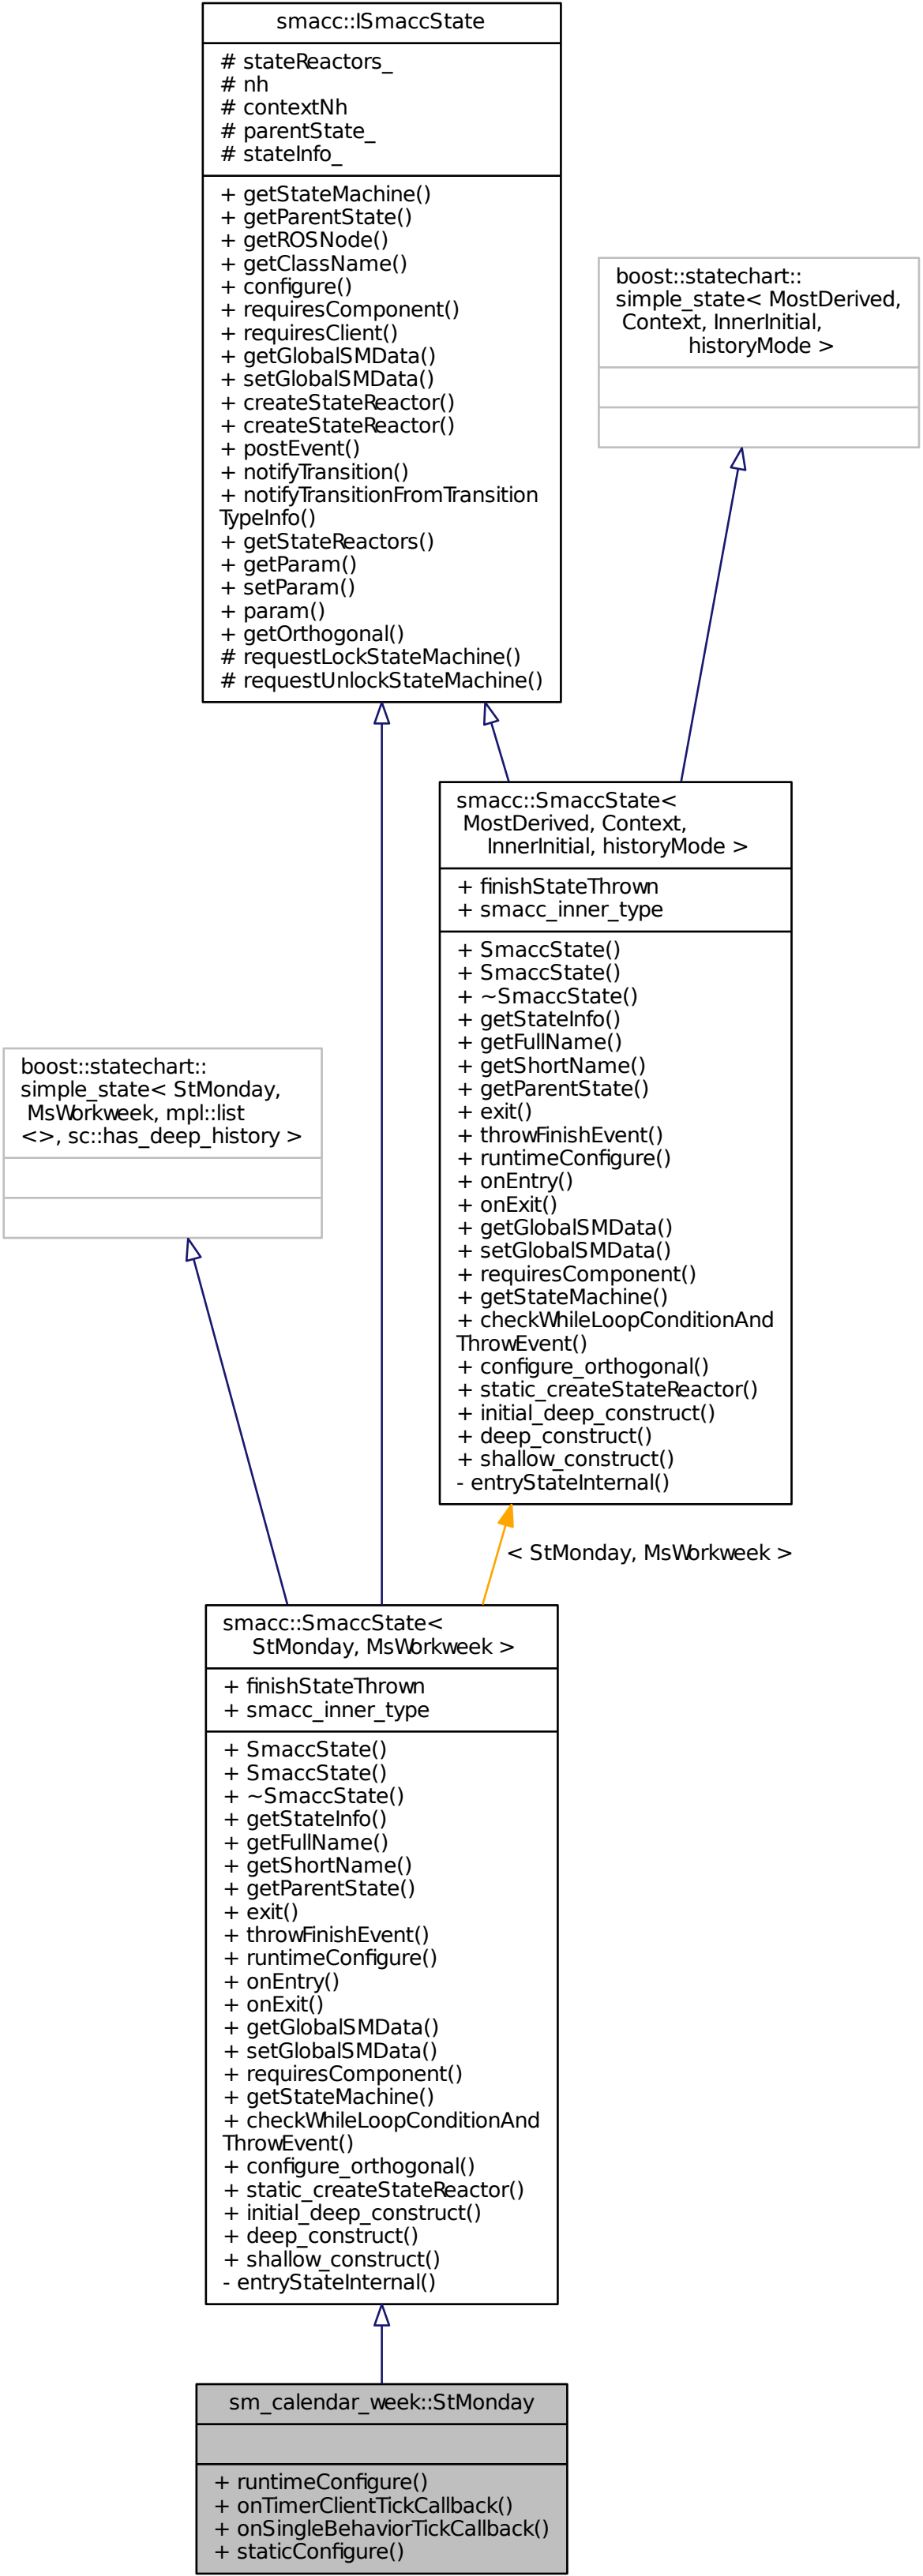 smacc::ISmaccState
# stateReactors_
# nh
# contextNh
# parentState_
# stateInfo_
+ getStateMachine()
+ getParentState()
+ getROSNode()
+ getClassName()
+ configure()
+ requiresComponent()
+ requiresClient()
+ getGlobalSMData()
+ setGlobalSMData()
+ createStateReactor()
+ createStateReactor()
+ postEvent()
+ notifyTransition()
+ notifyTransitionFromTransition
TypeInfo()
+ getStateReactors()
+ getParam()
+ setParam()
+ param()
+ getOrthogonal()
# requestLockStateMachine()
# requestUnlockStateMachine()
boost::statechart::
simple_state< MostDerived,
Context, InnerInitial,
historyMode >
smacc::SmaccState<
MostDerived, Context,
InnerInitial, historyMode >
+ finishStateThrown
+ smacc_inner_type
+ SmaccState()
+ SmaccState()
+ ~SmaccState()
+ getStateInfo()
+ getFullName()
+ getShortName()
+ getParentState()
+ exit()
+ throwFinishEvent()
+ runtimeConfigure()
+ onEntry()
+ onExit()
+ getGlobalSMData()
+ setGlobalSMData()
+ requiresComponent()
+ getStateMachine()
+ checkWhileLoopConditionAnd
ThrowEvent()
+ configure_orthogonal()
+ static_createStateReactor()
+ initial_deep_construct()
+ deep_construct()
+ shallow_construct()
- entryStateInternal()
boost::statechart::
simple_state< StMonday,
MsWorkweek, mpl::list
<>, sc::has_deep_history >
< StMonday, MsWorkweek >
smacc::SmaccState<
StMonday, MsWorkweek >
+ finishStateThrown
+ smacc_inner_type
+ SmaccState()
+ SmaccState()
+ ~SmaccState()
+ getStateInfo()
+ getFullName()
+ getShortName()
+ getParentState()
+ exit()
+ throwFinishEvent()
+ runtimeConfigure()
+ onEntry()
+ onExit()
+ getGlobalSMData()
+ setGlobalSMData()
+ requiresComponent()
+ getStateMachine()
+ checkWhileLoopConditionAnd
ThrowEvent()
+ configure_orthogonal()
+ static_createStateReactor()
+ initial_deep_construct()
+ deep_construct()
+ shallow_construct()
- entryStateInternal()
sm_calendar_week::StMonday
+ runtimeConfigure()
+ onTimerClientTickCallback()
+ onSingleBehaviorTickCallback()
+ staticConfigure()